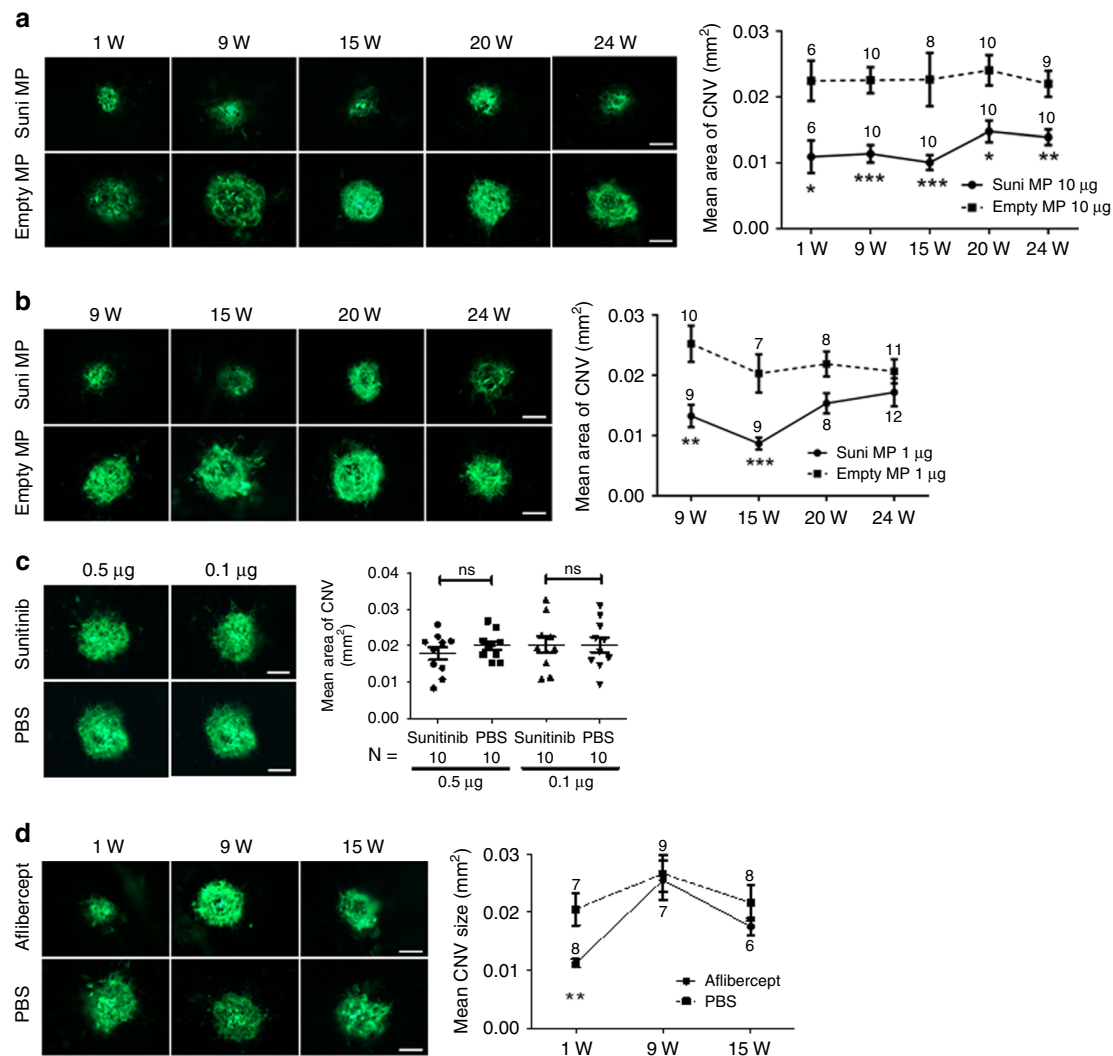 a
1 W 9 W 15 W 20 W 24 W
Suni MP
Empty MP
Mean area of CNV (mm²)
0.03
0.02
0.01
0.00
6 10 8 10 9
6 10 10 10 10
* *** *** * **
Suni MP 10 μg
Empty MP 10 μg
1 W 9 W 15 W 20 W 24 W
b
9 W 15 W 20 W 24 W
Suni MP
Empty MP
Mean area of CNV (mm²)
0.03
0.02
0.01
0.00
10 7 8 11
9 9 8 12
** ***
Suni MP 1 μg
Empty MP 1 μg
9 W 15 W 20 W 24 W
c
0.5 μg 0.1 μg
Sunitinib
PBS
Mean area of CNV
(mm²)
0.04
0.03
0.02
0.01
0.00
ns ns
Sunitinib PBS Sunitinib PBS
N = 10 10 10 10
0.5 μg 0.1 μg
d
1 W 9 W 15 W
Aflibercept
PBS
Mean CNV size (mm²)
0.03
0.02
0.01
0.00
7 9 8
8 7 6
**
Aflibercept
PBS
1 W 9 W 15 W